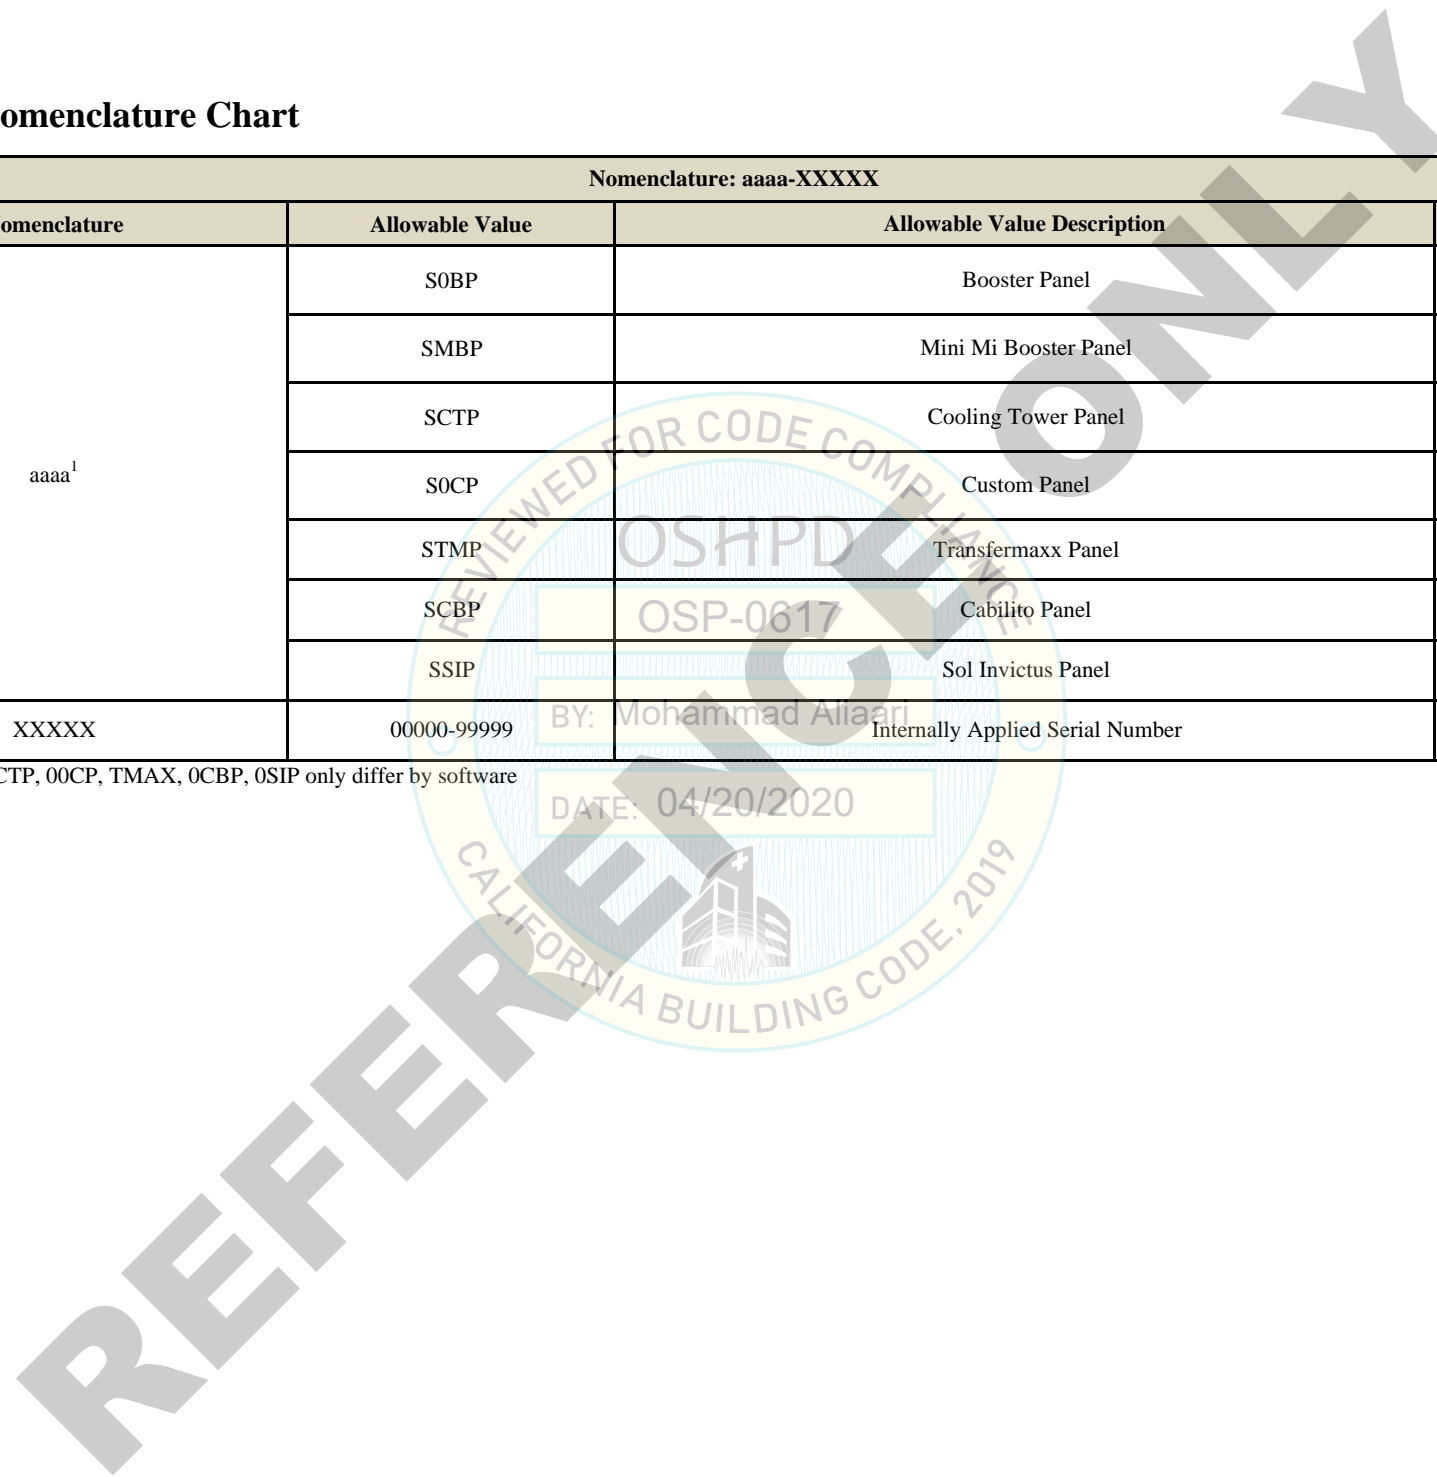 omenclature Chart
Nomenclature: aaaa-XXXXX
omenclature Allowable Value Allowable Value Description
S0BP Booster Panel
SMBP Mini Mi Booster Panel
SCTP Cooling Tower Panel
aaaa1 S0CP Custom Panel
STMP Transfermaxx Panel
SCBP Cabilito Panel
SSIP Sol Invictus Panel
XXXXX 00000-99999 Internally Applied Serial Number
CTP, 00CP, TMAX, 0CBP, 0SIP only differ by software
REVIEWED FOR CODE COMPLIANCE
OSHPD
OSP-0617
BY: Mohammad Aliaari
DATE: 04/20/2020
CALIFORNIA BUILDING CODE, 2019
REFERENCE ONLY